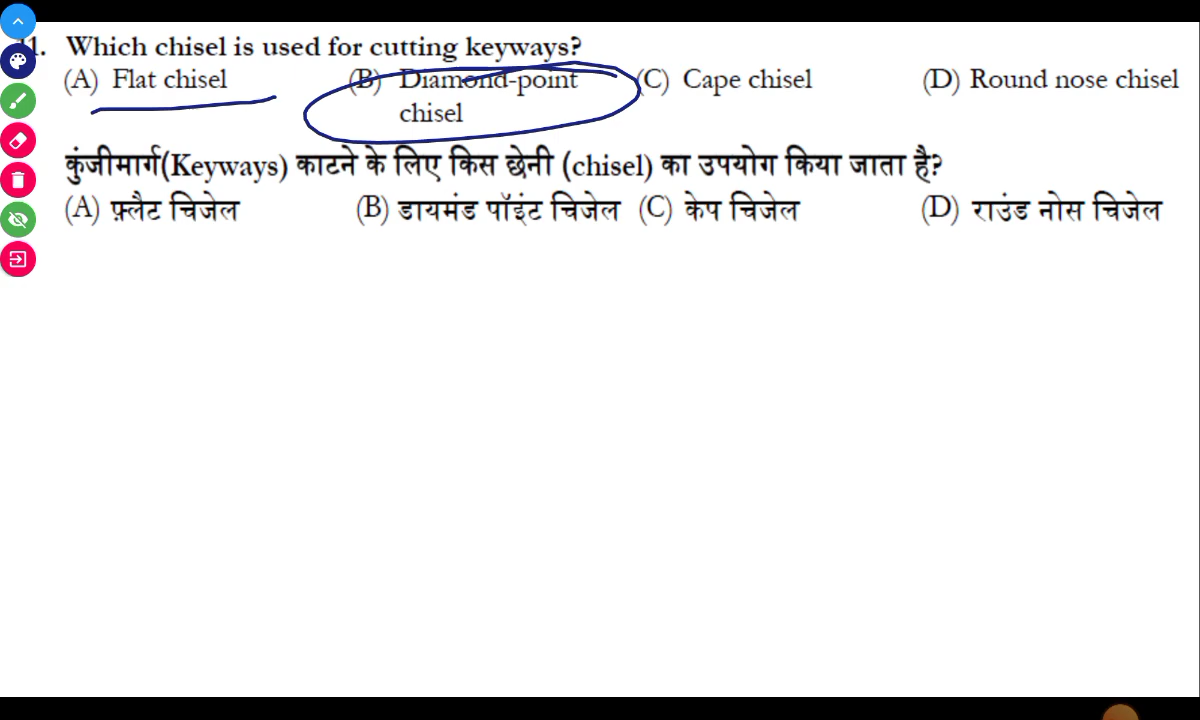 11. Which chisel is used for cutting keyways?
(A) Flat chisel (B) Diamond-point (C) Cape chisel (D) Round nose chisel
chisel
कुंजीमार्ग(Keyways) काटने के लिए किस छेनी (chisel) का उपयोग किया जाता है?
(A) फ़्लैट चिजेल (B) डायमंड पॉइंट चिजेल (C) केप चिजेल (D) राउंड नोस चिजेल